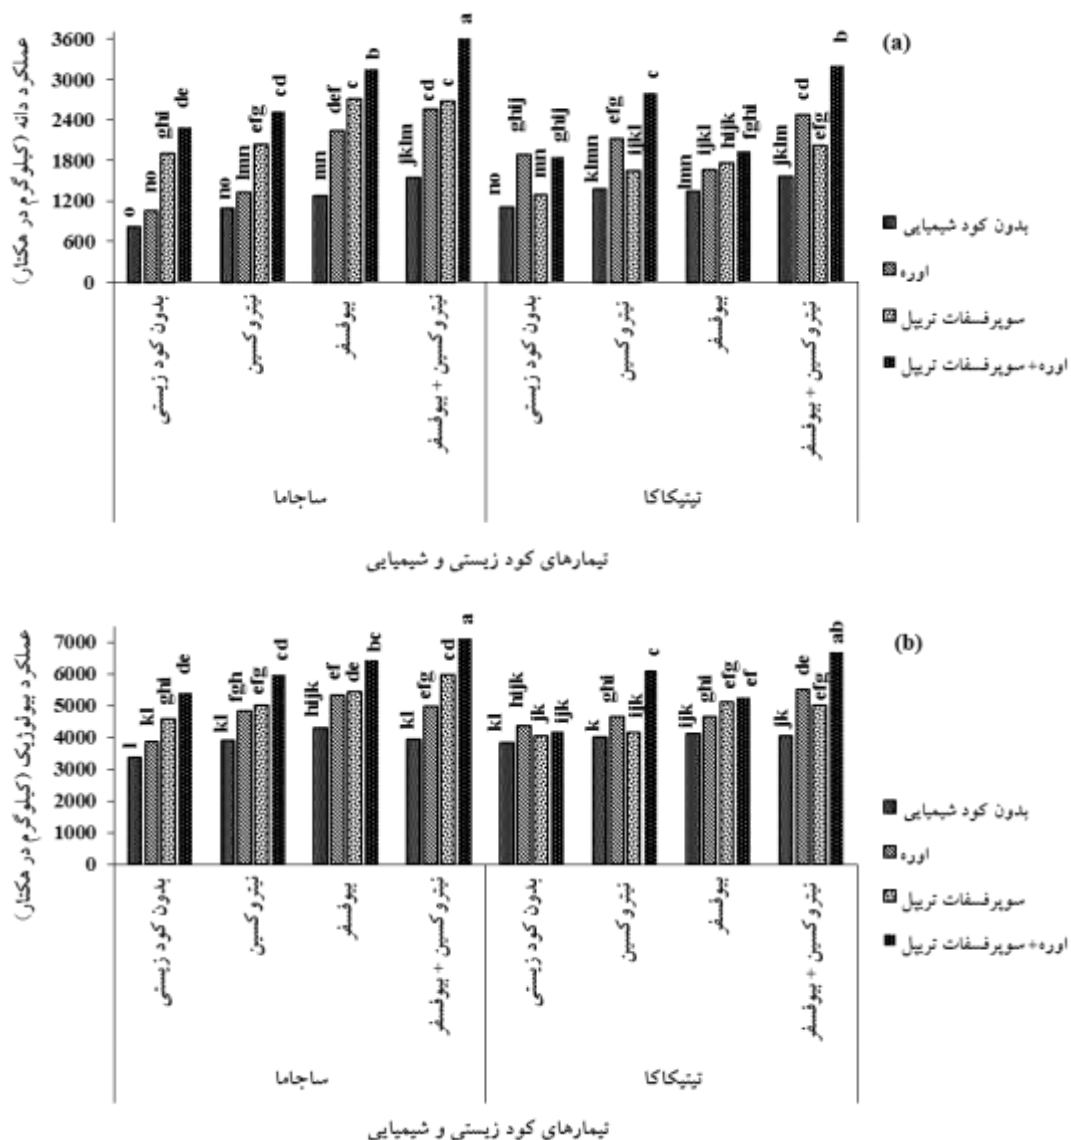 (a)
عملکرد دانه (کیلوگرم در هکتار)
3600
3000
2400
1800
1200
600
0
o no ghi de
no lmn efg cd
mn def c b
jklm cd c a
no ghij mn ghij
klmn efg ijkl c
lmn ijkl hijk fghi
jklm cd efg b
بدون کود زیستی
نیتروکسین
بیوفسفر
نیتروکسین + بیوفسفر
بدون کود زیستی
نیتروکسین
بیوفسفر
نیتروکسین + بیوفسفر
ساجاما
تیتیکاکا
تیمارهای کود زیستی و شیمیایی
بدون کود شیمیایی
اوره
سوپرفسفات تریپل
اوره+ سوپرفسفات تریپل
(b)
عملکرد بیولوژیک (کیلوگرم در هکتار)
7000
6000
5000
4000
3000
2000
1000
0
l kl ghi de
kl fgh efg cd
hijk ef de bc
kl efg cd a
kl hijk jk ijk
k ghi ijk c
ijk ghi efg ef
jk de efg ab
بدون کود زیستی
نیتروکسین
بیوفسفر
نیتروکسین + بیوفسفر
بدون کود زیستی
نیتروکسین
بیوفسفر
نیتروکسین + بیوفسفر
ساجاما
تیتیکاکا
تیمارهای کود زیستی و شیمیایی
بدون کود شیمیایی
اوره
سوپرفسفات تریپل
اوره+ سوپرفسفات تریپل